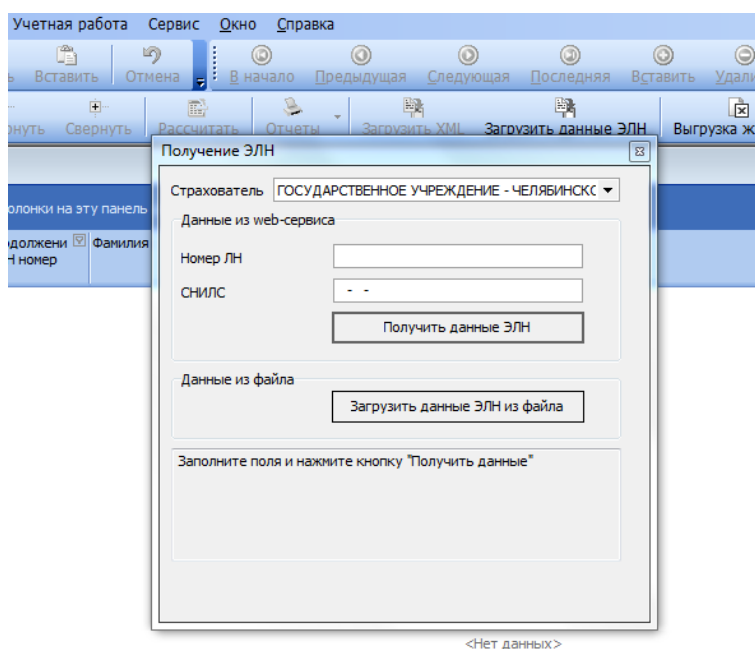 Учетная работа Сервис Окно Справка
Вставить Отмена В начало Предыдущая Следующая Последняя Вставить
Свернуть Рассчитать Отчеты Загрузить XML Загрузить данные ЭЛН Выгрузка
Получение ЭЛН
Страхователь ГОСУДАРСТВЕННОЕ УЧРЕЖДЕНИЕ - ЧЕЛЯБИНСКО
олонки на эту панель
Данные из web-сервиса
должени Фамилия
Н номер
Номер ЛН
СНИЛС - -
Получить данные ЭЛН
Данные из файла
Загрузить данные ЭЛН из файла
Заполните поля и нажмите кнопку "Получить данные"
<Нет данных>